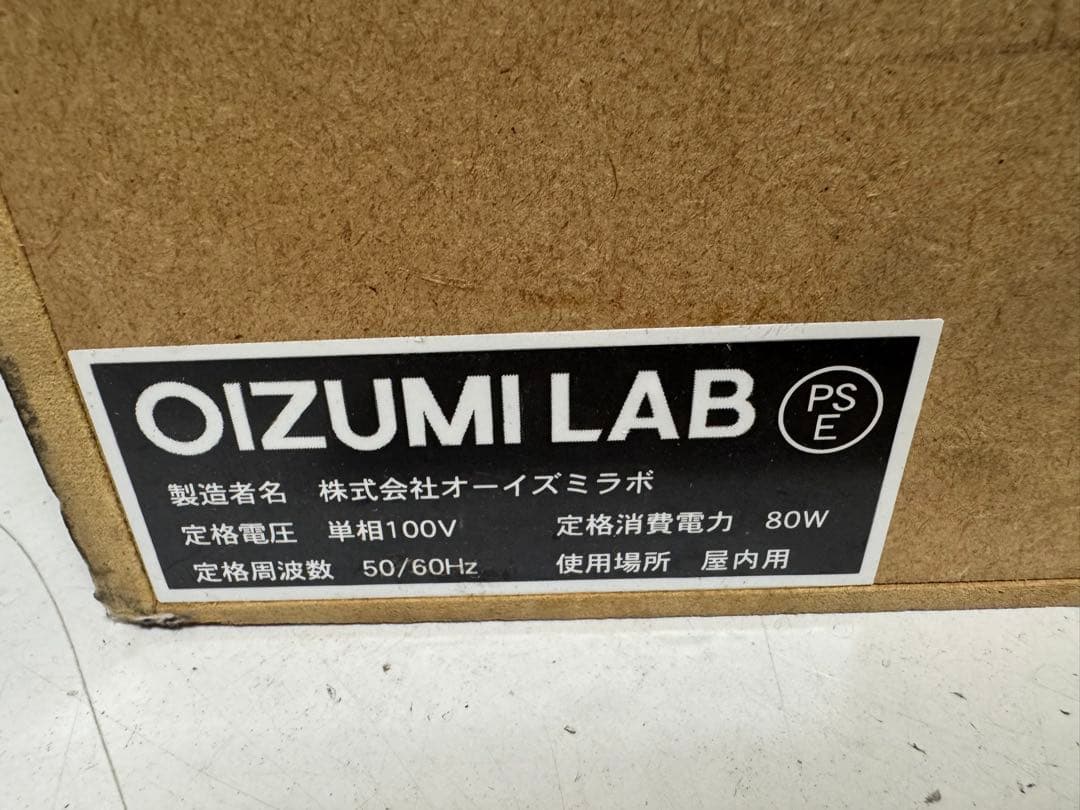 OIZUMI LAB PSE
製造者名 株式会社オーイズミラボ
定格電圧 単相100V 定格消費電力 80W
定格周波数 50/60Hz 使用場所 屋内用